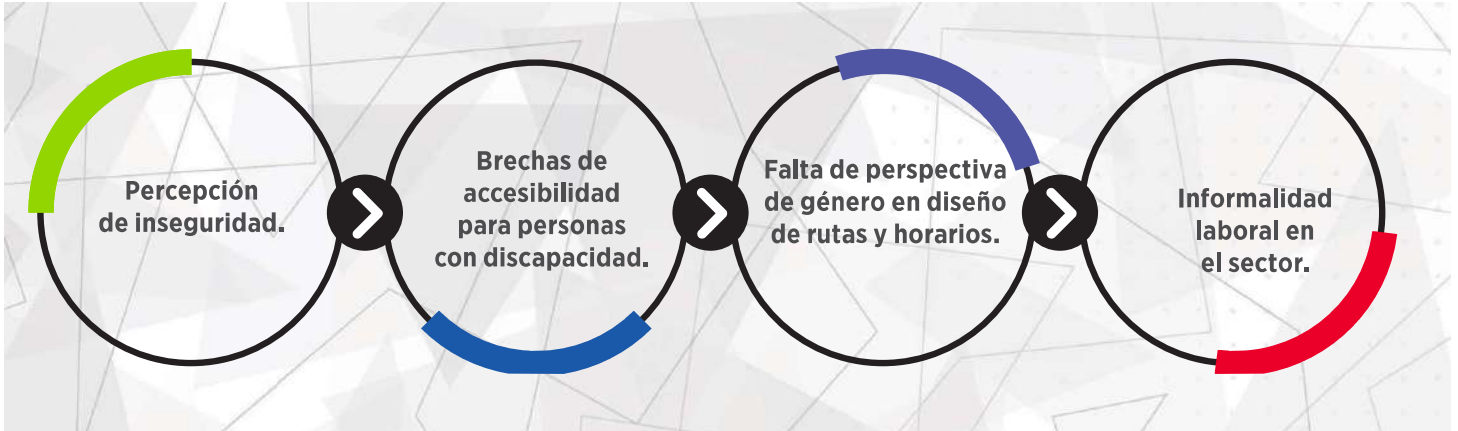 Percepción
de inseguridad.
Brechas de
accesibilidad
para personas
con discapacidad.
Falta de perspectiva
de género en diseño
de rutas y horarios.
Informalidad
laboral en
el sector.